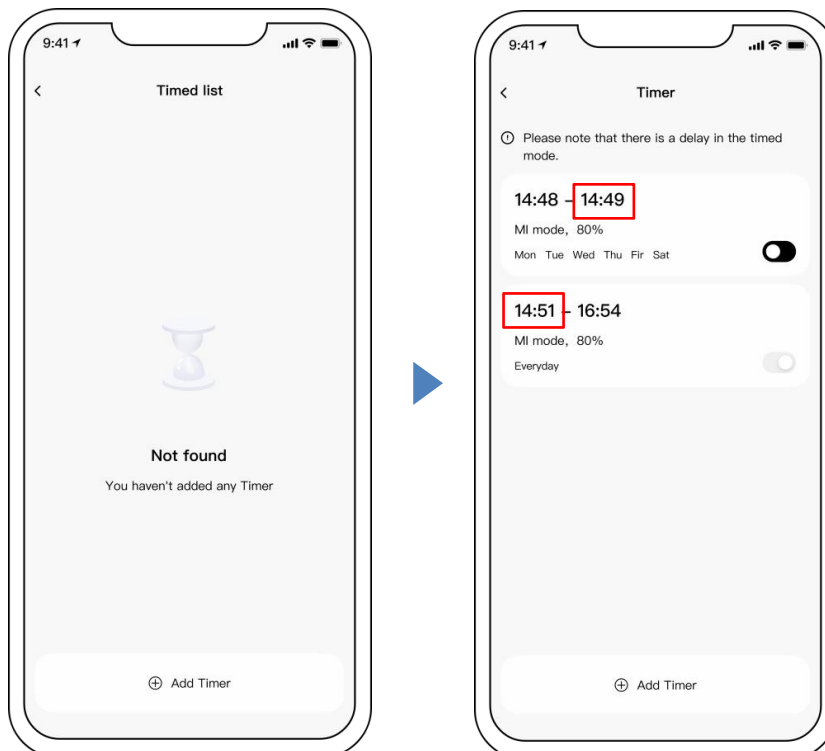 9:41
Timed list
Not found
You haven't added any Timer
Add Timer
9:41
Timer
Please note that there is a delay in the timed
mode.
14:48 – 14:49
MI mode, 80%
Mon Tue Wed Thu Fir Sat
14:51 – 16:54
MI mode, 80%
Everyday
Add Timer